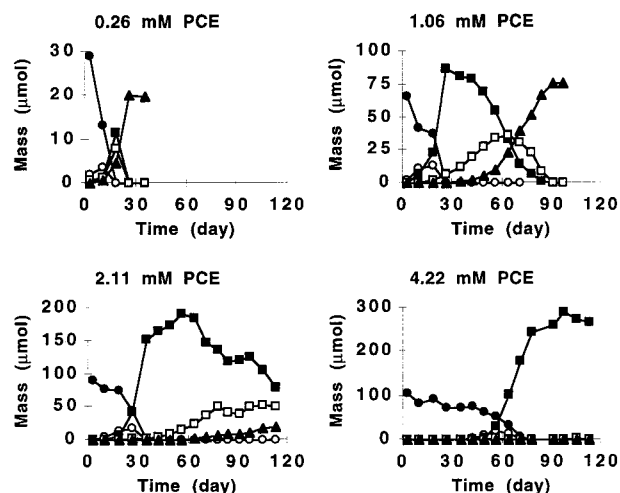 0.26 mM PCE
1.06 mM PCE
Mass (μmol)
30
20
10
0
0 30 60 90 120
Time (day)
Mass (μmol)
100
75
50
25
0
0 30 60 90 120
Time (day)
2.11 mM PCE
4.22 mM PCE
Mass (μmol)
200
150
100
50
0
0 30 60 90 120
Time (day)
Mass (μmol)
300
200
100
0
0 30 60 90 120
Time (day)